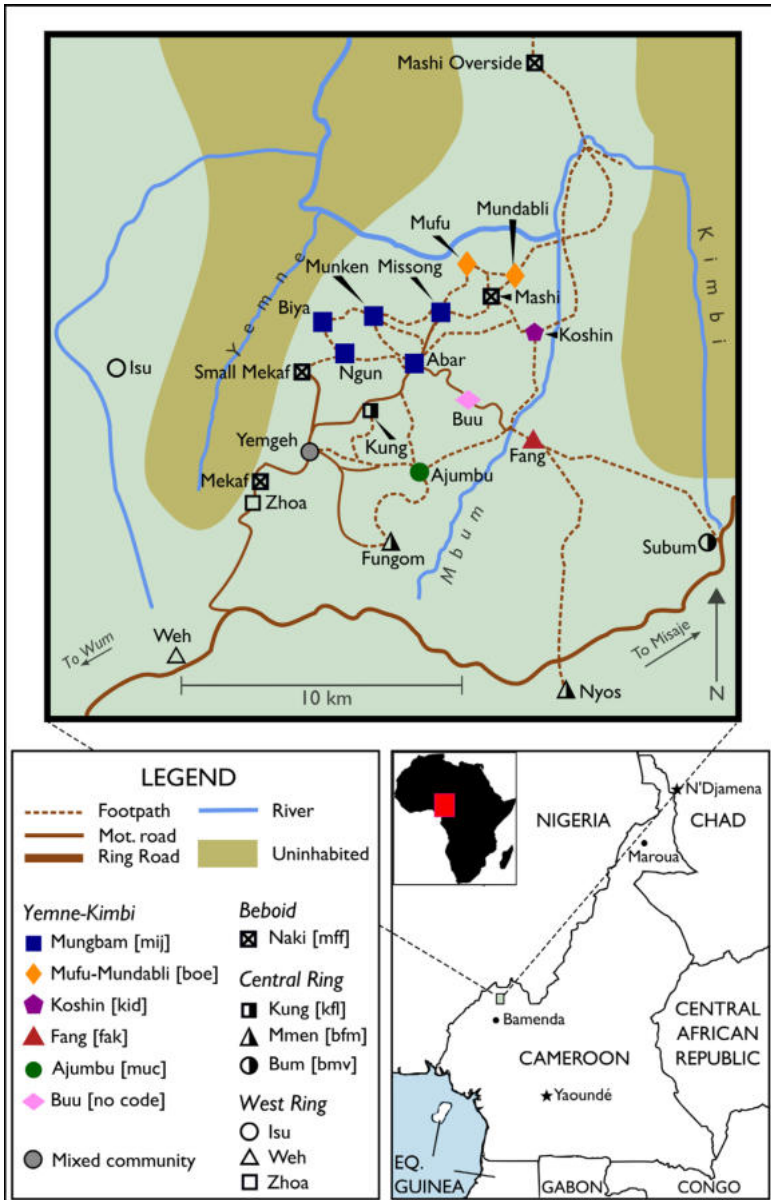 Mashi Overside
Mufu
Mundabli
Munken
Missong
Biya
Mashi
Koshin
Yemne
Kimbi
Isu
Small Mekaf
Ngun
Abar
Buu
Kung
Yemgeh
Fang
Mekaf
Ajumbu
Zhoa
Mbum
Fungom
Subum
Weh
To Wum
To Misaje
10 km
Nyos
N
LEGEND
Footpath
River
Mot. road
Ring Road
Uninhabited
Yemne-Kimbi
Mungbam [mij]
Mufu-Mundabli [boe]
Koshin [kid]
Fang [fak]
Ajumbu [muc]
Buu [no code]
Mixed community
Beboid
Naki [mff]
Central Ring
Kung [kfl]
Mmen [bfm]
Bum [bmv]
West Ring
Isu
Weh
Zhoa
N'Djamena
NIGERIA
CHAD
Maroua
Bamenda
CENTRAL
AFRICAN
REPUBLIC
CAMEROON
Yaoundé
EQ.
GUINEA
GABON
CONGO